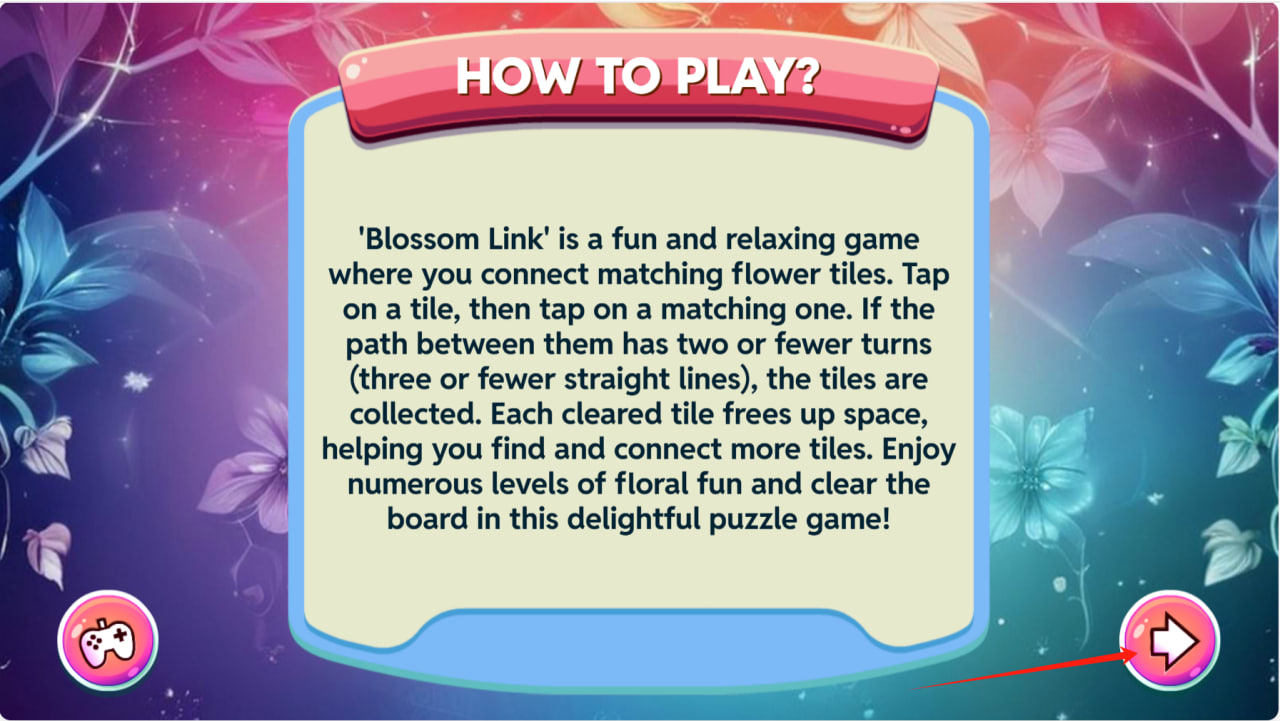 HOW TO PLAY?
'Blossom Link' is a fun and relaxing game
where you connect matching flower tiles. Tap
on a tile, then tap on a matching one. If the
path between them has two or fewer turns
(three or fewer straight lines), the tiles are
collected. Each cleared tile frees up space,
helping you find and connect more tiles. Enjoy
numerous levels of floral fun and clear the
board in this delightful puzzle game!